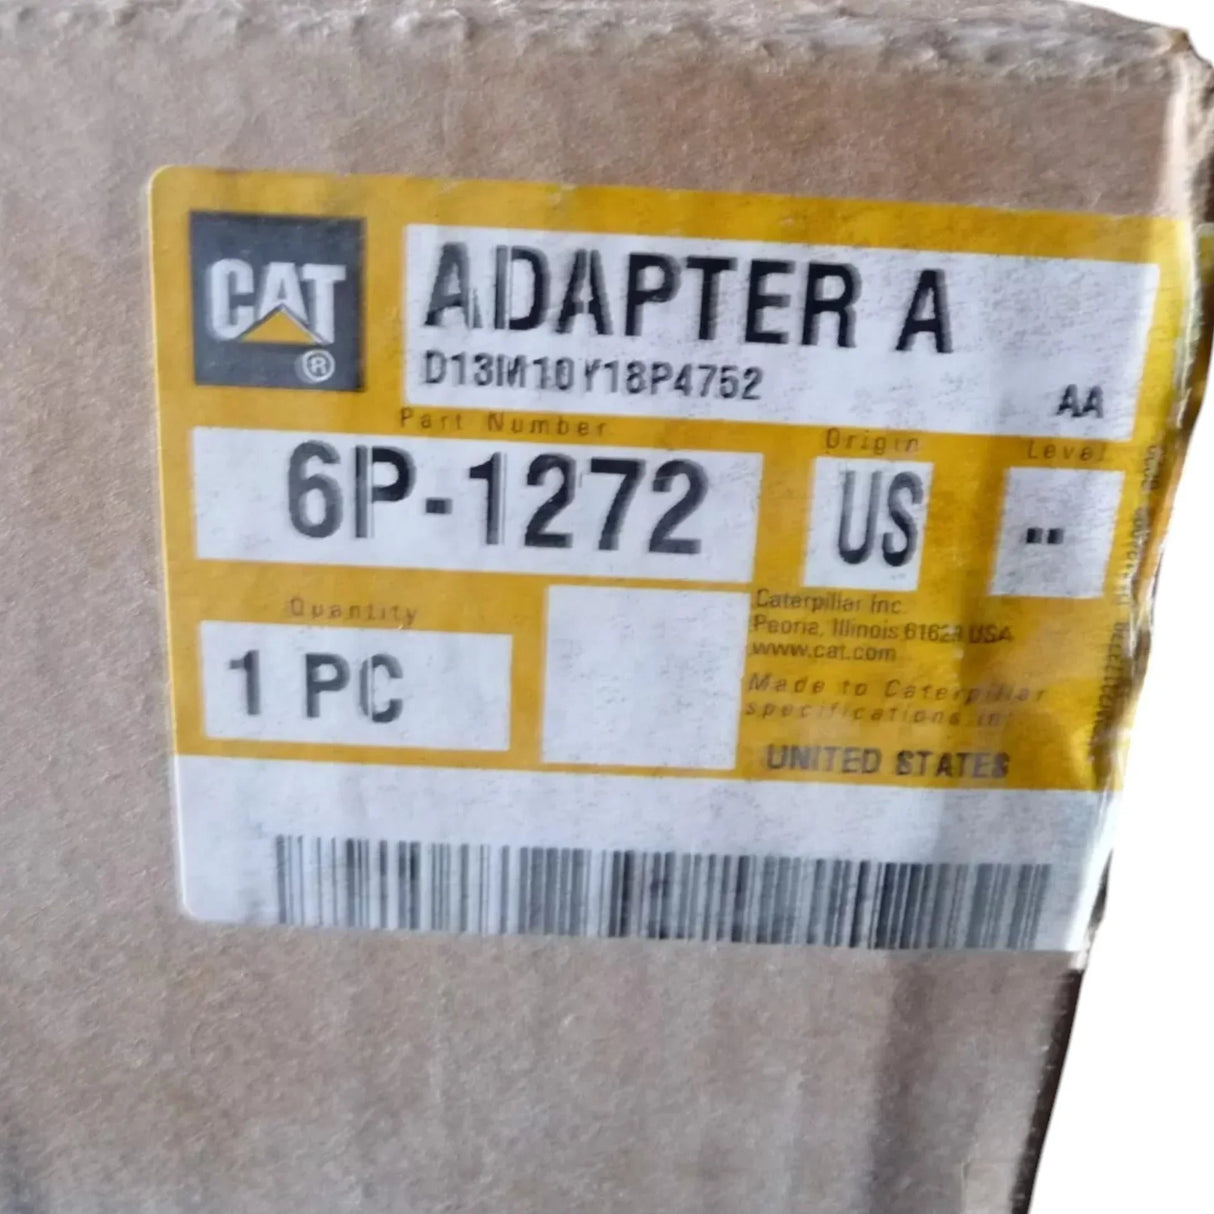 CAT
®
ADAPTER A
D13M10Y18P4752
AA
Part Number
Origin
Level
6P-1272
US
--
Quantity
1 PC
Caterpillar Inc.
Peoria, Illinois 61629 USA
www.cat.com
Made to Caterpillar
specifications in:
UNITED STATES